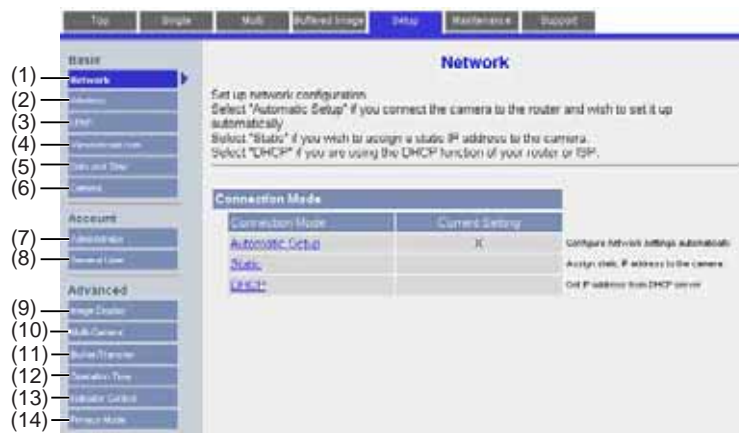 Top Single Multi Buffered Image Setup Maintenance Support
Basic
(1) Network
(2) Wireless
(3) UPnP
(4)
(5) Date and Time
(6) Camera
Account
(7) Administrator
(8) General User
Advanced
(9) Image Display
(10) Multi-Camera
(11) Buffer/Transfer
(12) Operation Time
(13) Indicator Control
(14)
Network
Set up network configuration.
Select "Automatic Setup" if you connect the camera to the router and wish to set it up
automatically.
Select "Static" if you wish to assign a static IP address to the camera.
Select "DHCP" if you are using the DHCP function of your router or ISP.
Connection Mode
Connection Mode Current Setting
Automatic Setup X Configure network settings automatically
Static Assign static IP address to the camera
DHCP Get IP address from DHCP server